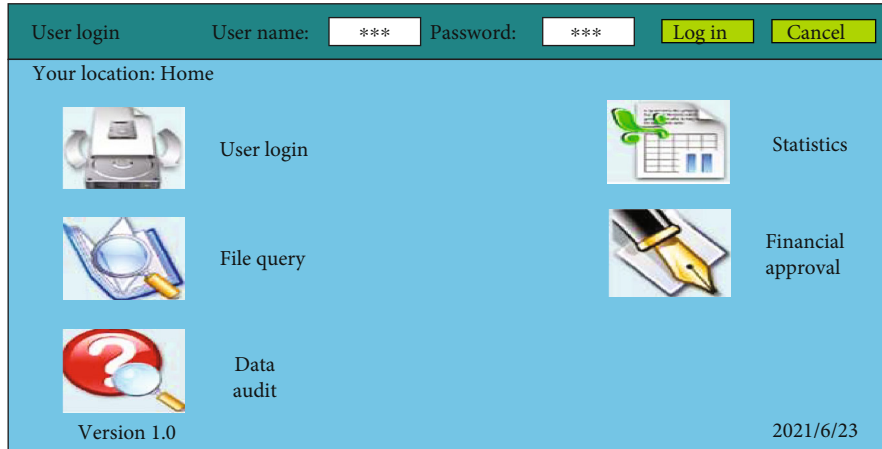 User login User name: *** Password: *** Log in Cancel
Your location: Home
User login
Statistics
File query
Financial
approval
Data
audit
Version 1.0
2021/6/23